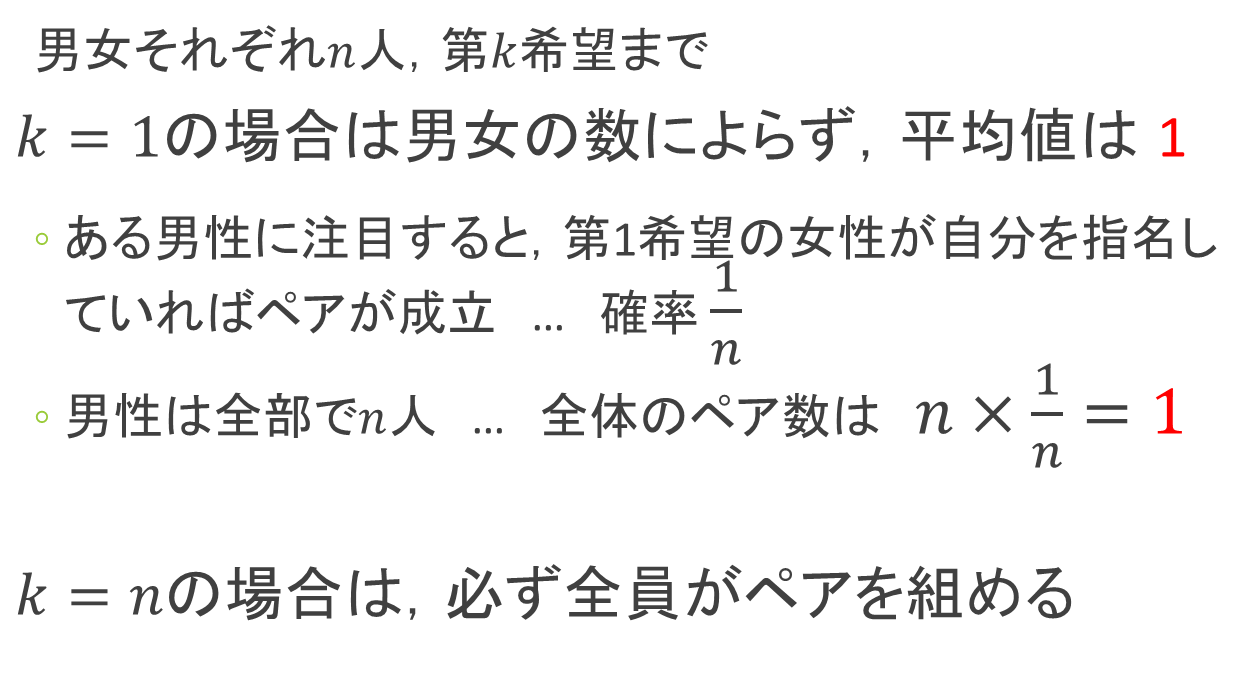 男女それぞれn人，第k希望まで
k = 1の場合は男女の数によらず，平均値は 1
◦ ある男性に注目すると，第1希望の女性が自分を指名し
ていればペアが成立 … 確率 1/n
◦ 男性は全部でn人 … 全体のペア数は n × 1/n = 1
k = nの場合は，必ず全員がペアを組める